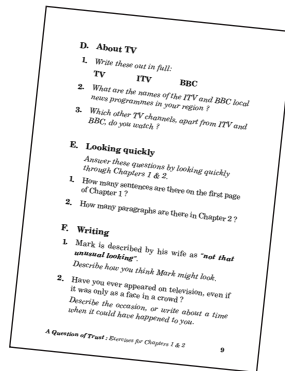 D. About TV
1. Write these out in full:
TV ITV BBC
2. What are the names of the ITV and BBC local
news programmes in your region ?
3. Which other TV channels, apart from ITV and
BBC, do you watch ?
E. Looking quickly
Answer these questions by looking quickly
through Chapters 1 & 2.
1. How many sentences are there on the first page
of Chapter 1 ?
2. How many paragraphs are there in Chapter 2 ?
F. Writing
1. Mark is described by his wife as "not that
unusual looking".
Describe how you think Mark might look.
2. Have you ever appeared on television, even if
it was only as a face in a crowd ?
Describe the occasion, or write about a time
when it could have happened to you.
A Question of Trust : Exercises for Chapters 1 & 2
9